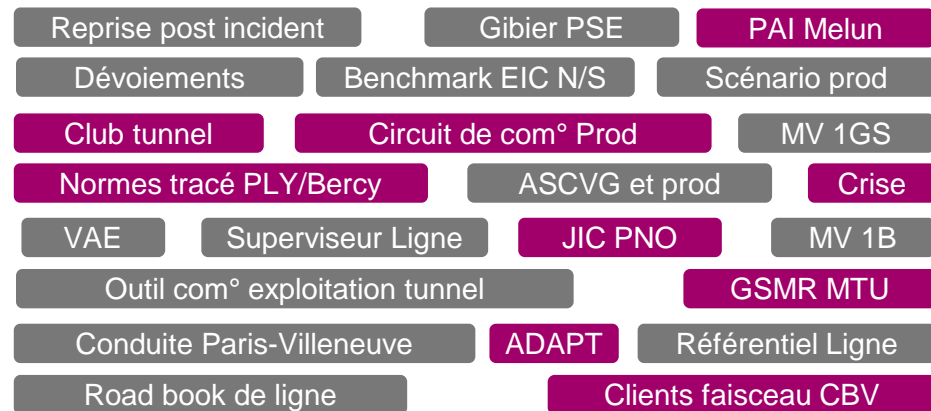 Reprise post incident Gibier PSE PAI Melun
Dévoiements Benchmark EIC N/S Scénario prod
Club tunnel Circuit de com° Prod MV 1GS
Normes tracé PLY/Bercy ASCVG et prod Crise
VAE Superviseur Ligne JIC PNO MV 1B
Outil com° exploitation tunnel GSMR MTU
Conduite Paris-Villeneuve ADAPT Référentiel Ligne
Road book de ligne Clients faisceau CBV